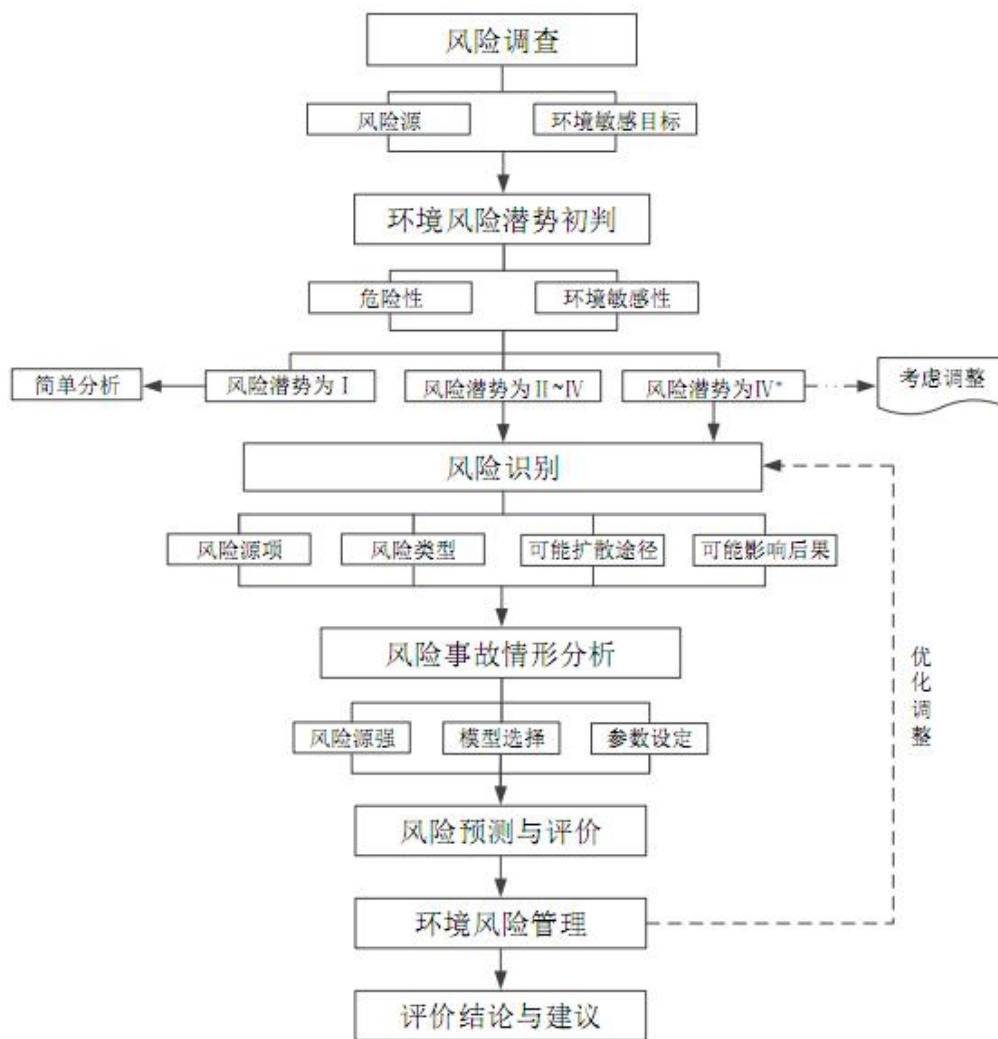 风险调查
风险源
环境敏感目标
环境风险潜势初判
危险性
环境敏感性
简单分析
风险潜势为Ⅰ
风险潜势为Ⅱ~Ⅳ
风险潜势为Ⅳ+
考虑调整
风险识别
风险源项
风险类型
可能扩散途径
可能影响后果
风险事故情形分析
优化调整
风险源强
模型选择
参数设定
风险预测与评价
环境风险管理
评价结论与建议